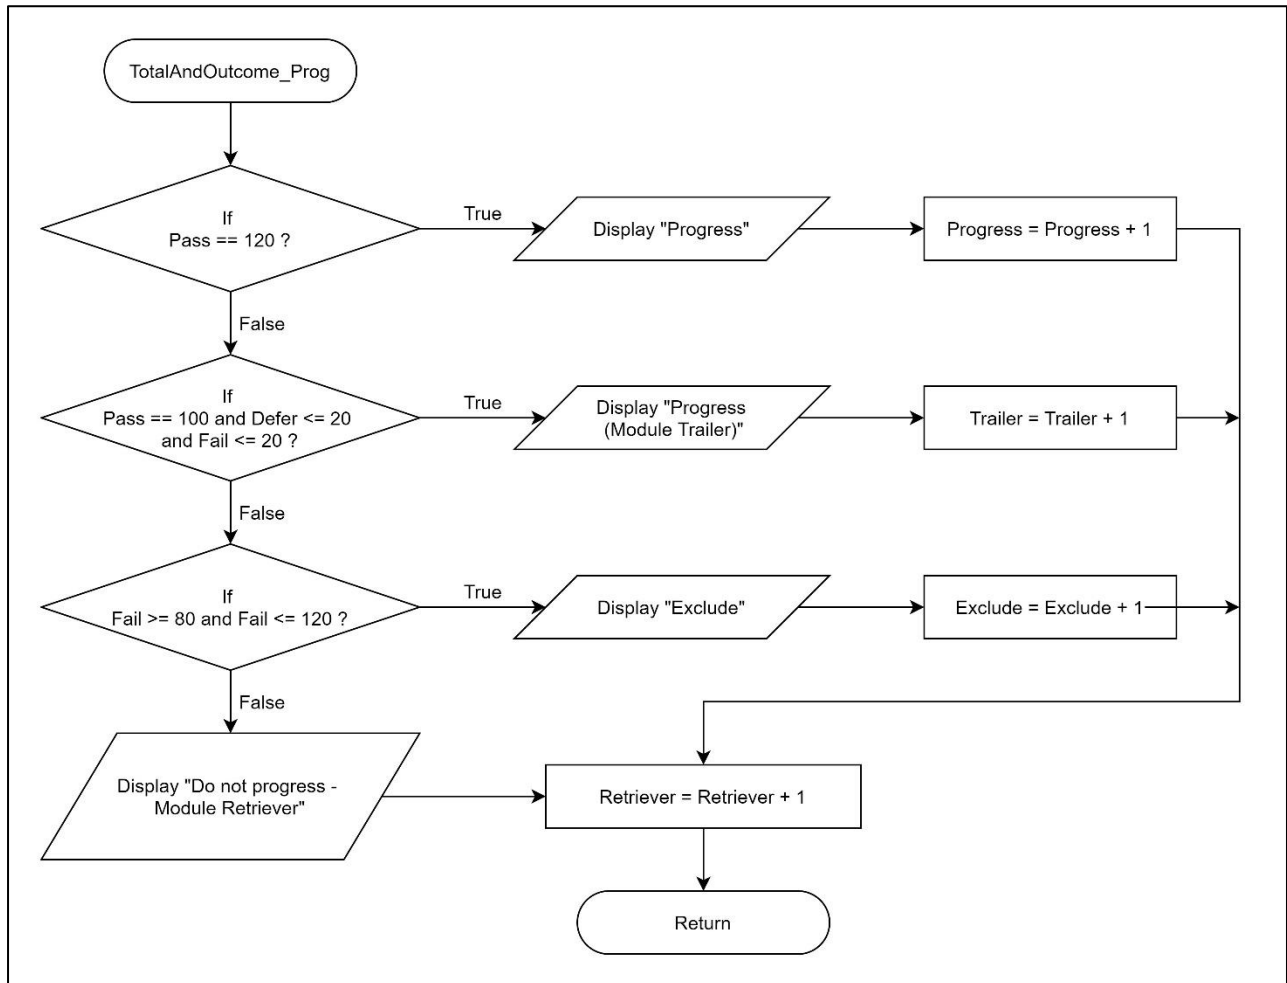 TotalAndOutcome_Prog
If
Pass == 120 ?
True
Display "Progress"
Progress = Progress + 1
False
If
Pass == 100 and Defer <= 20
and Fail <= 20 ?
True
Display "Progress
(Module Trailer)"
Trailer = Trailer + 1
False
If
Fail >= 80 and Fail <= 120 ?
True
Display "Exclude"
Exclude = Exclude + 1
False
Display "Do not progress -
Module Retriever"
Retriever = Retriever + 1
Return